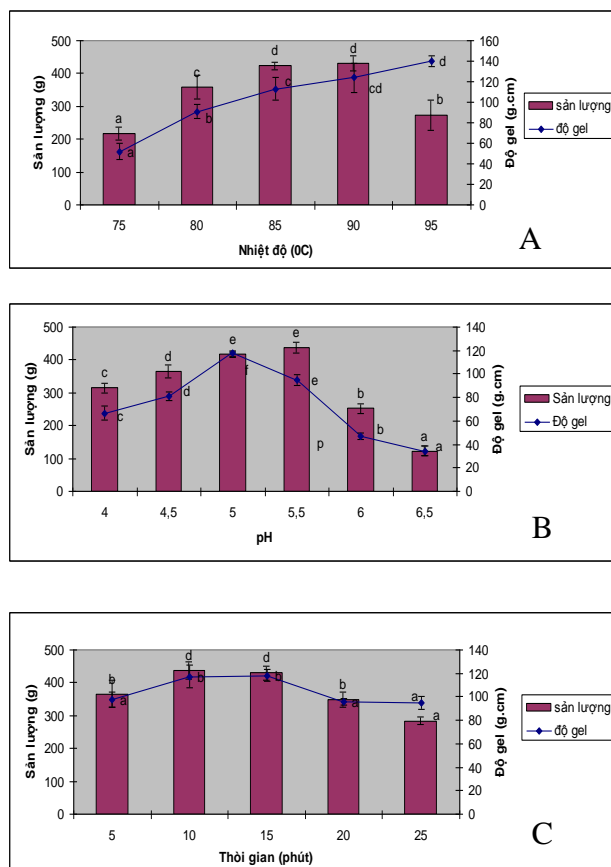 500
400
300
200
100
0
Sản lượng (g)
160
140
120
100
80
60
40
20
0
Độ gel (g.cm)
a
c
d
d
b
a
b
c
cd
d
75 80 85 90 95
Nhiệt độ (0C)
sản lượng
độ gel
A
500
400
300
200
100
0
Sản lượng (g)
140
120
100
80
60
40
20
0
Độ gel (g.cm)
c
d
e
e
b
a
c
d
f
e
b
a
p
4 4,5 5 5,5 6 6,5
pH
Sản lượng
Độ gel
B
500
400
300
200
100
0
Sản lượng (g)
140
120
100
80
60
40
20
0
Độ gel (g.cm)
b
d
d
b
a
a
b
b
a
a
5 10 15 20 25
Thời gian (phút)
sản lượng
độ gel
C